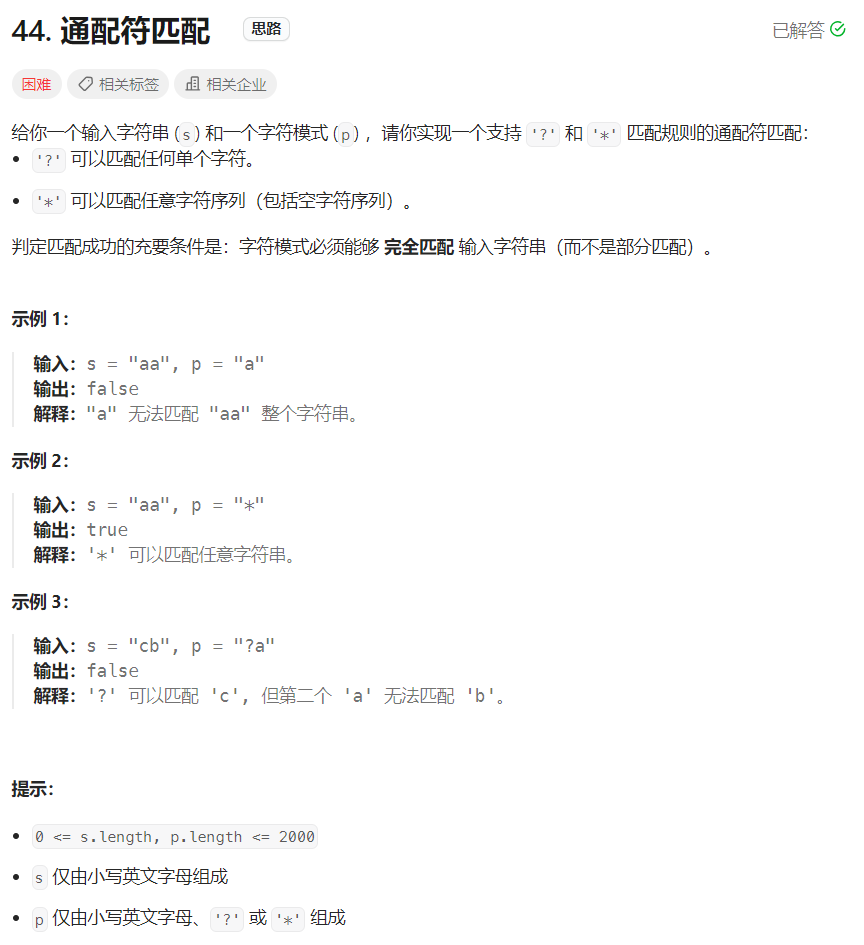 44. 通配符匹配 思路 已解答
困难 相关标签 相关企业
给你一个输入字符串 (s) 和一个字符模式 (p) ，请你实现一个支持 '?' 和 '*' 匹配规则的通配符匹配：
• '?' 可以匹配任何单个字符。
• '*' 可以匹配任意字符序列（包括空字符序列）。
判定匹配成功的充要条件是：字符模式必须能够 完全匹配 输入字符串（而不是部分匹配）。
示例 1：
输入：s = "aa", p = "a"
输出：false
解释："a" 无法匹配 "aa" 整个字符串。
示例 2：
输入：s = "aa", p = "*"
输出：true
解释：'*' 可以匹配任意字符串。
示例 3：
输入：s = "cb", p = "?a"
输出：false
解释：'?' 可以匹配 'c', 但第二个 'a' 无法匹配 'b'。
提示：
• 0 <= s.length, p.length <= 2000
• s 仅由小写英文字母组成
• p 仅由小写英文字母、'?' 或 '*' 组成